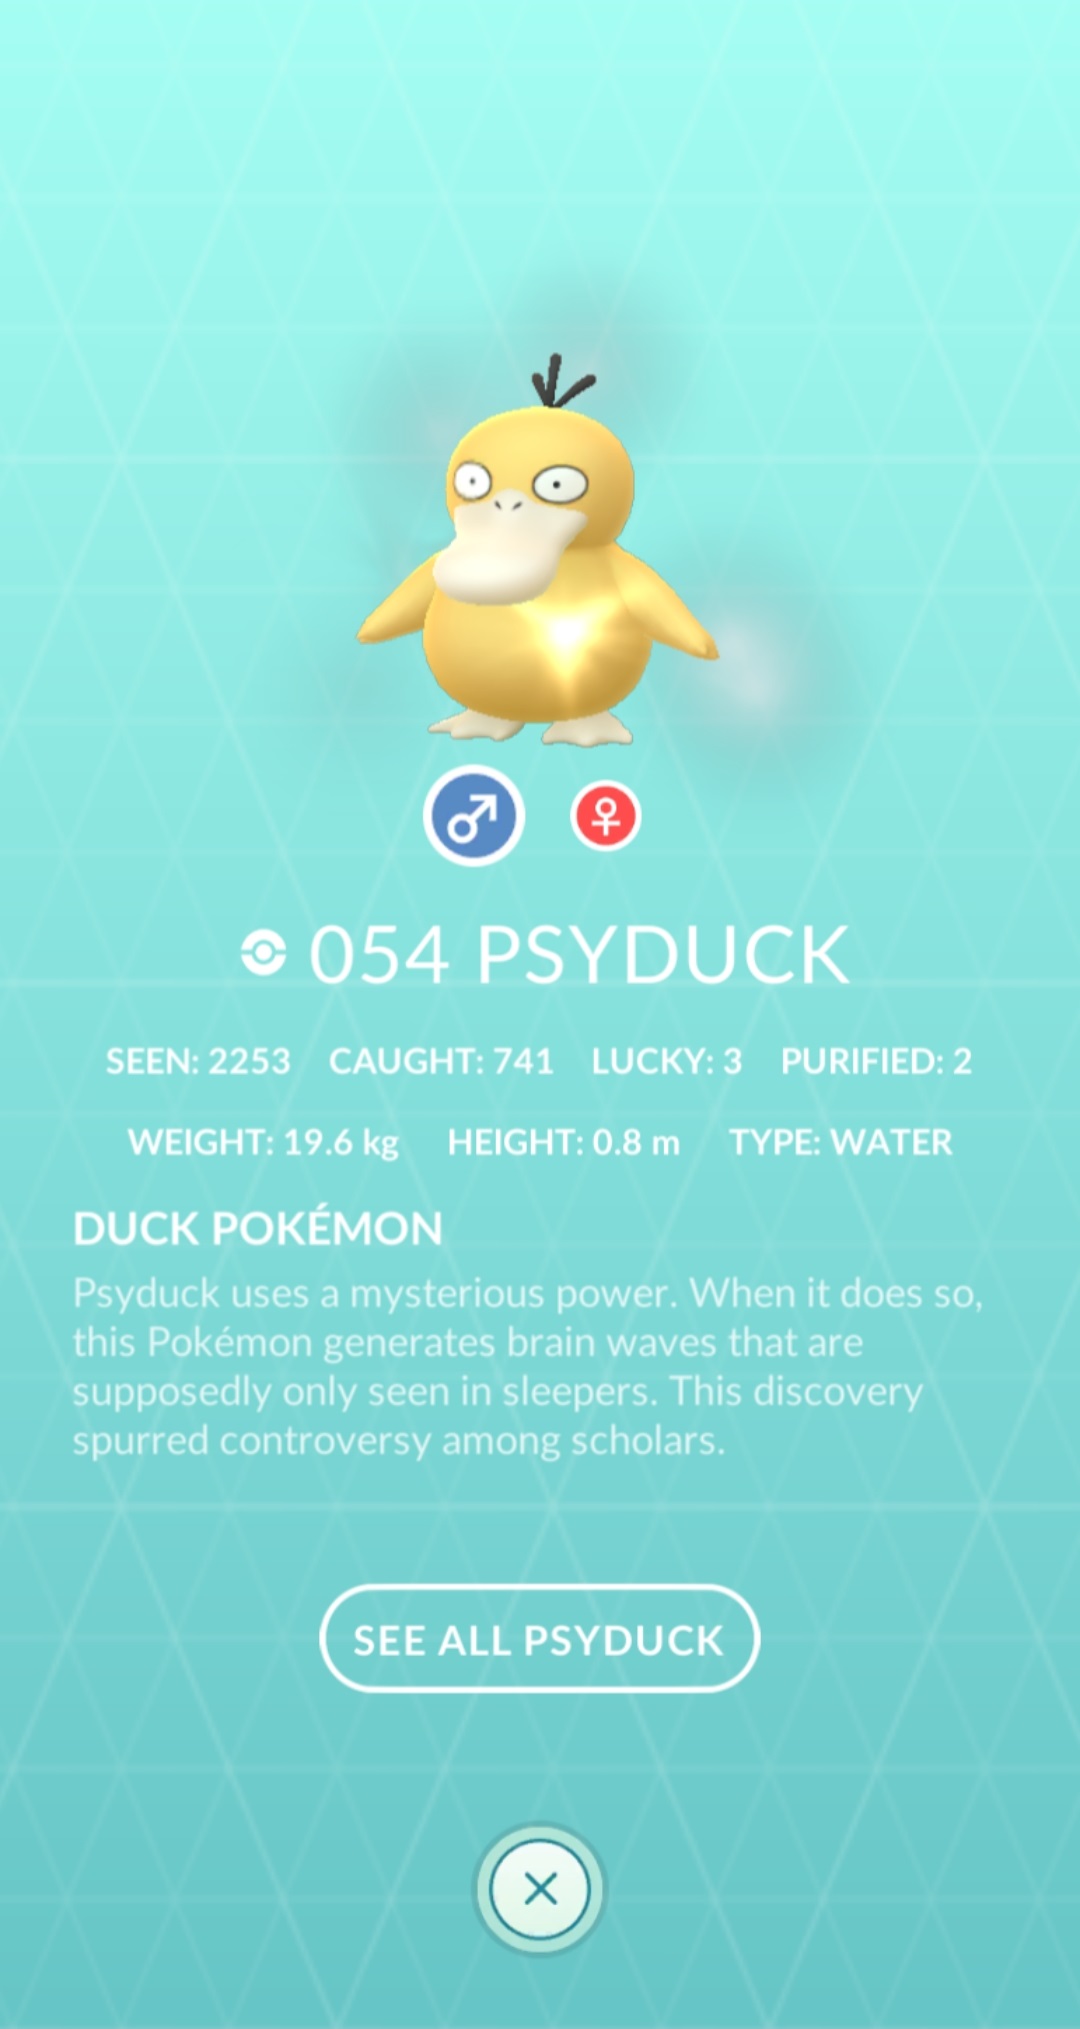 054 PSYDUCK
SEEN: 2253 CAUGHT: 741 LUCKY: 3 PURIFIED: 2
WEIGHT: 19.6 kg HEIGHT: 0.8 m TYPE: WATER
DUCK POKÉMON
Psyduck uses a mysterious power. When it does so,
this Pokémon generates brain waves that are
supposedly only seen in sleepers. This discovery
spurred controversy among scholars.
SEE ALL PSYDUCK